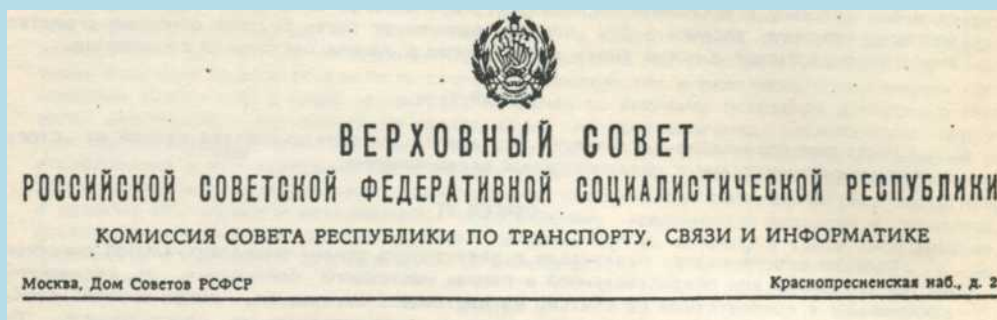 ВЕРХОВНЫЙ СОВЕТ
РОССИЙСКОЙ СОВЕТСКОЙ ФЕДЕРАТИВНОЙ СОЦИАЛИСТИЧЕСКОЙ РЕСПУБЛИКИ
КОМИССИЯ СОВЕТА РЕСПУБЛИКИ ПО ТРАНСПОРТУ, СВЯЗИ И ИНФОРМАТИКЕ
Москва, Дом Советов РСФСР Краснопресненская наб., д. 2